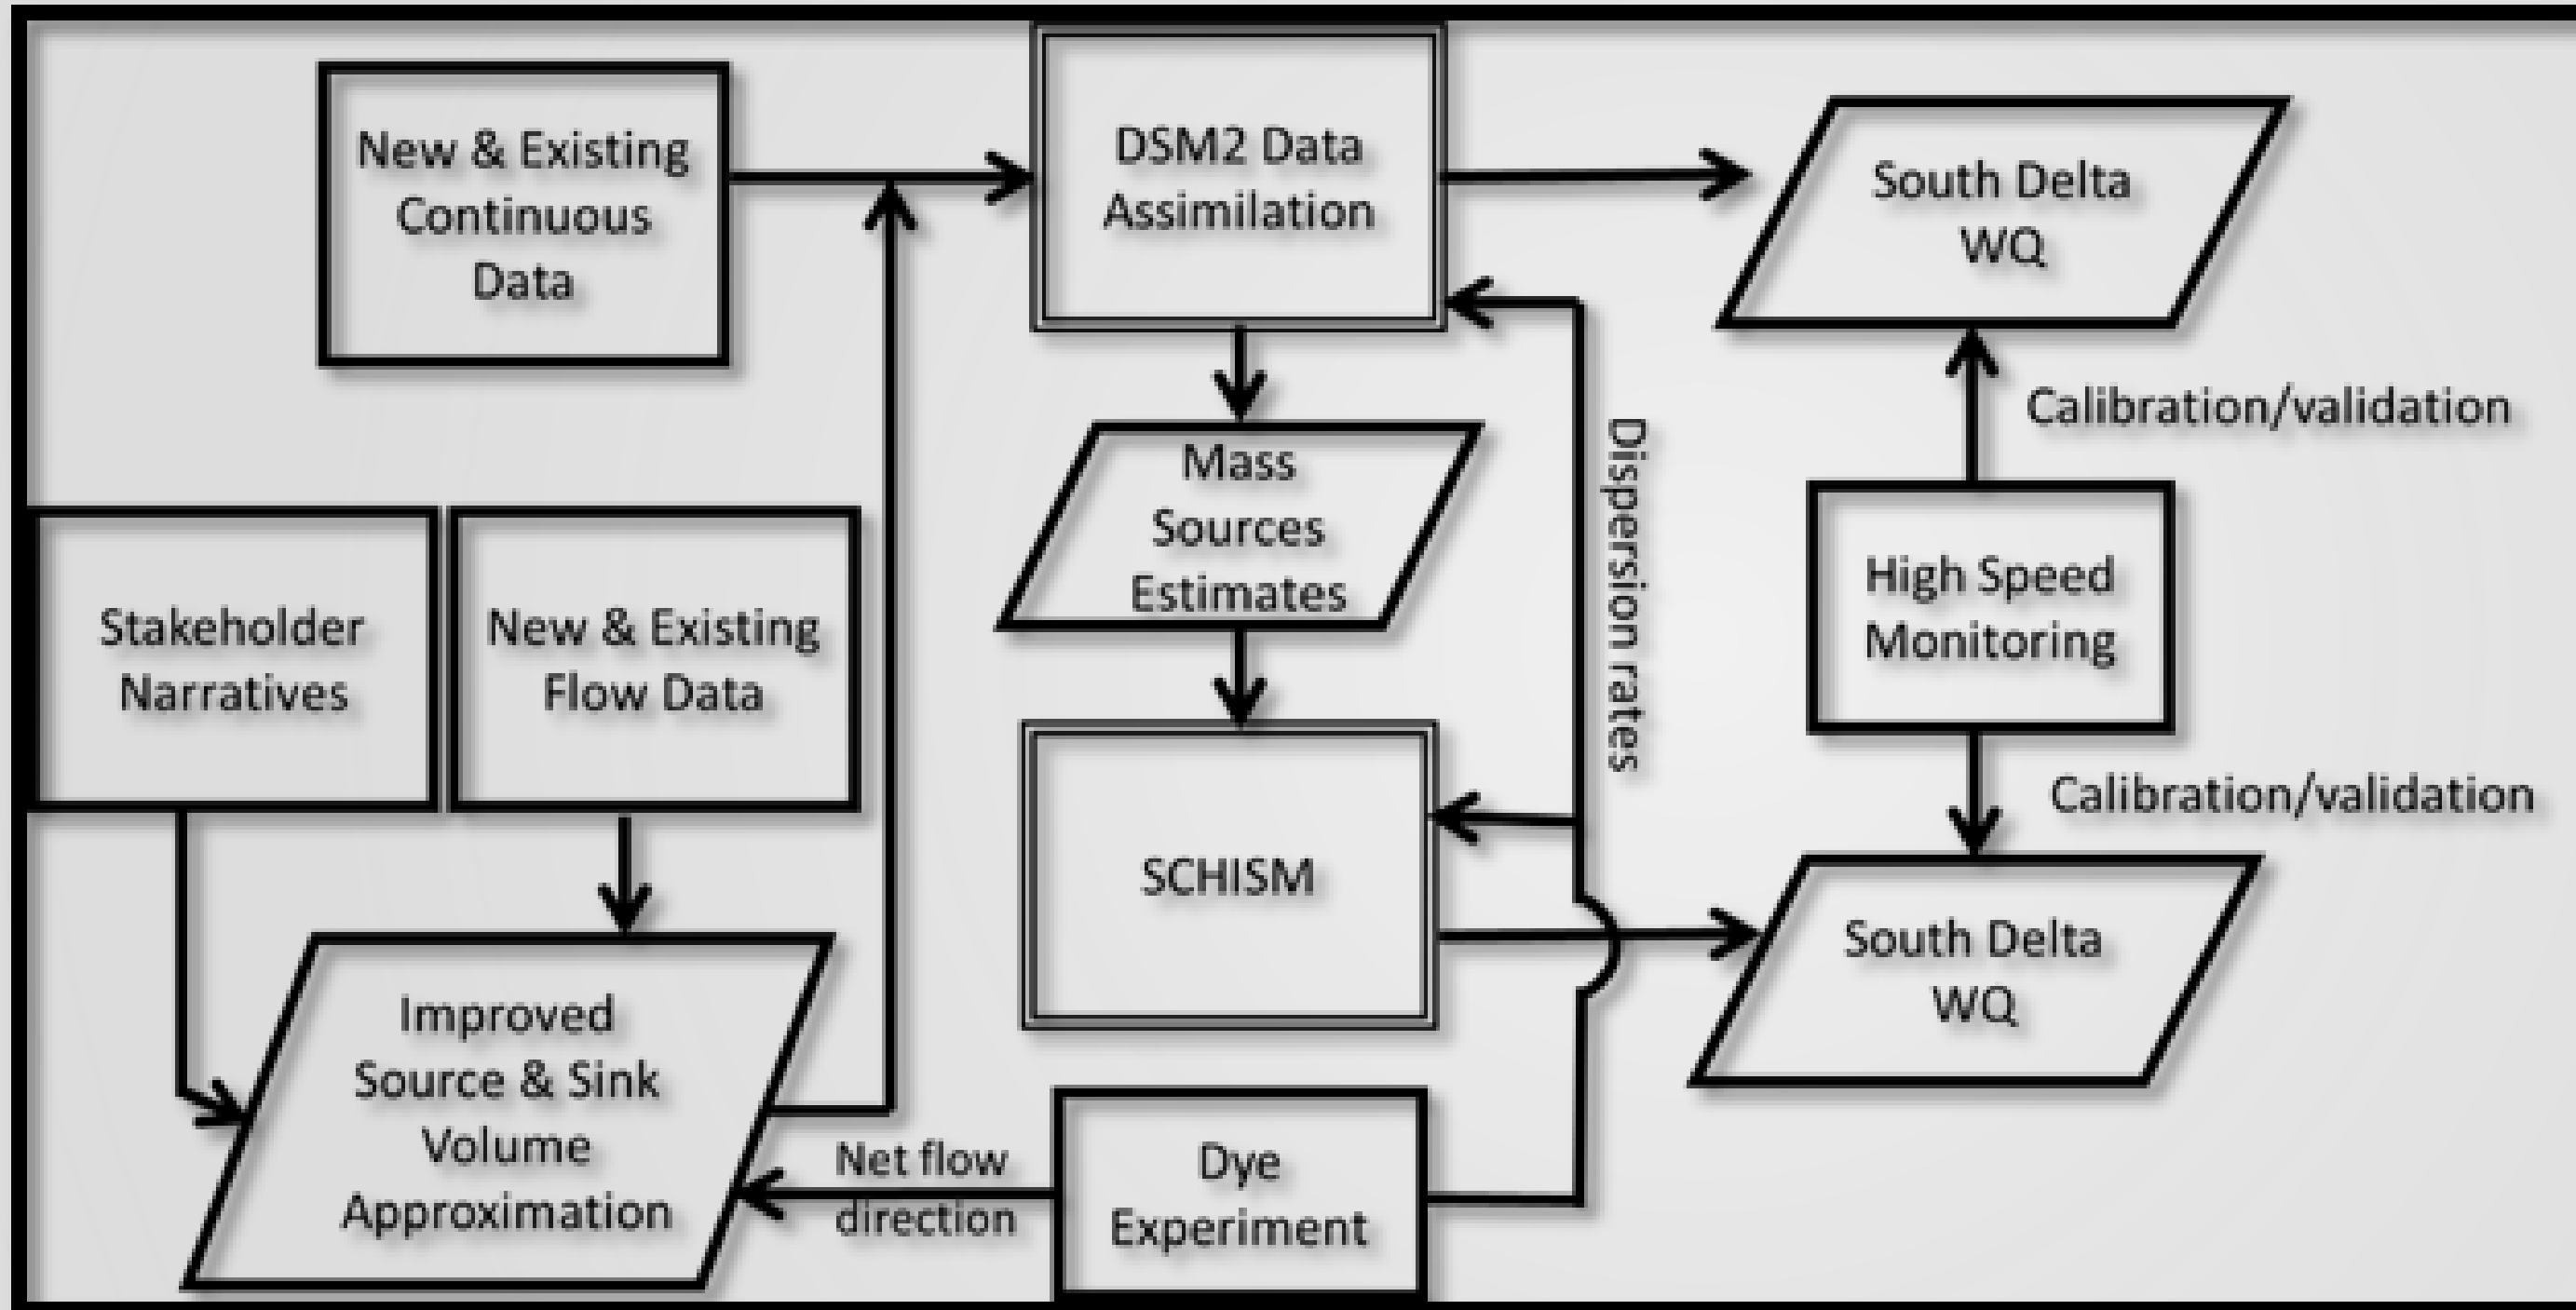 New & Existing
Continuous
Data
DSM2 Data
Assimilation
South Delta
WQ
Calibration/validation
Mass
Sources
Estimates
Dispersion rates
High Speed
Monitoring
Stakeholder
Narratives
New & Existing
Flow Data
Calibration/validation
SCHISM
South Delta
WQ
Improved
Source & Sink
Volume
Approximation
Net flow
direction
Dye
Experiment